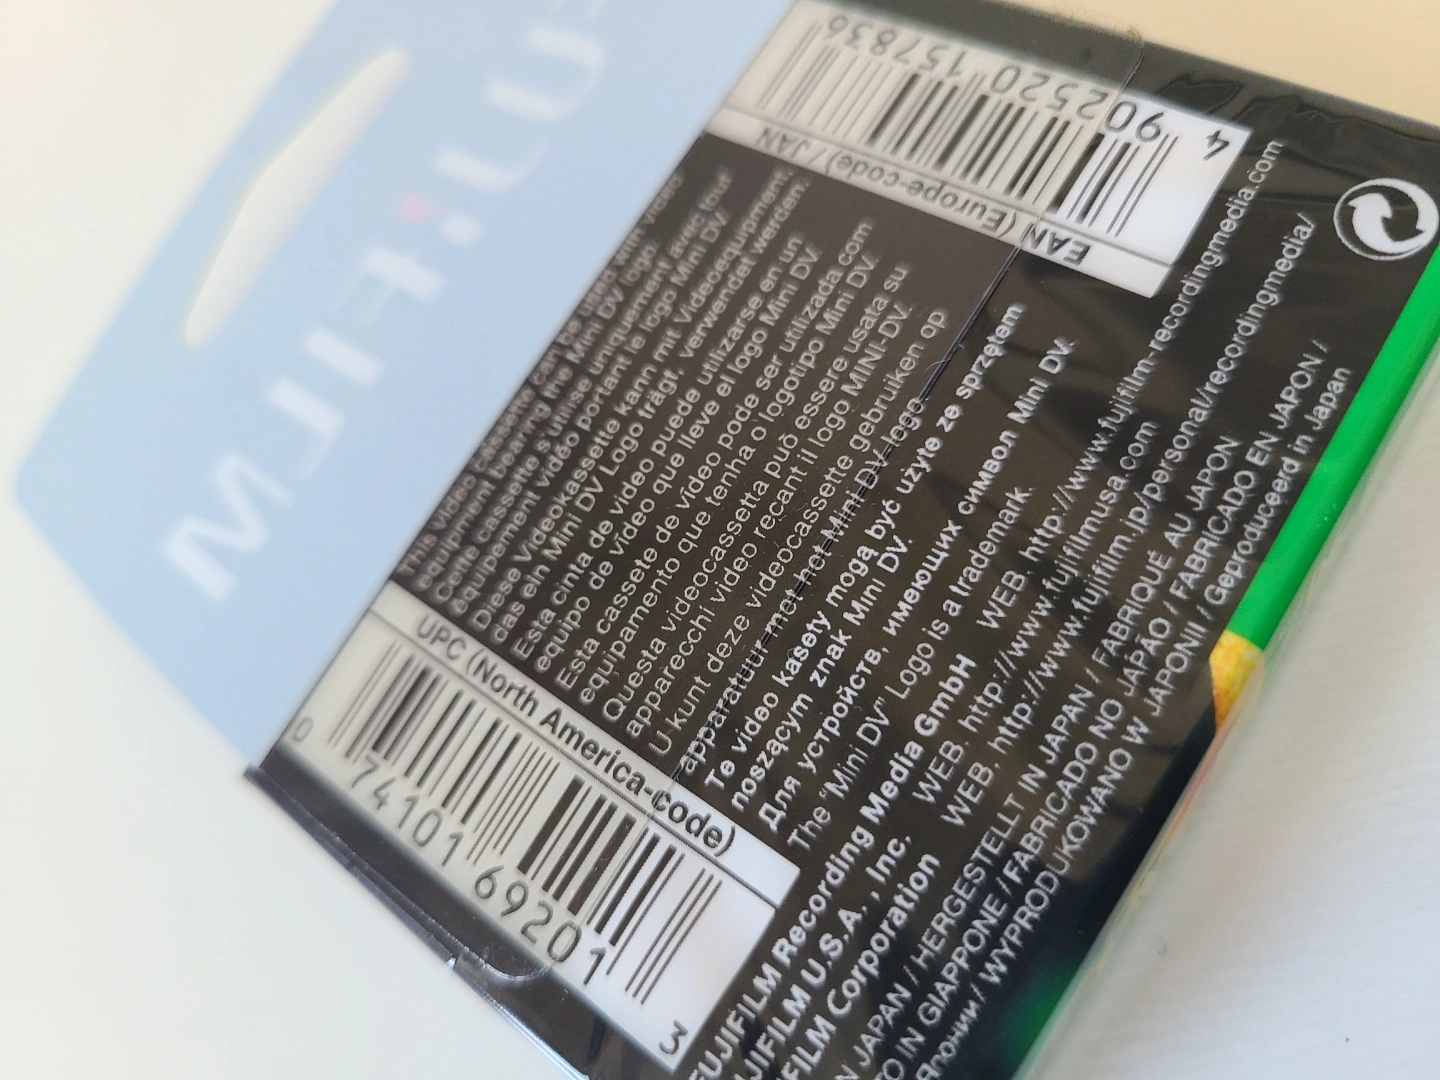 FUJIFILM
4 902520 157836
EAN (Europe-code) / JAN
This video cassette can be used with video
equipment bearing the Mini DV logo.
Cette cassette s'utilise uniquement avec tout
équipement vidéo portant le logo Mini DV.
Diese Videokassette kann mit Videoequipment,
das ein Mini DV Logo trägt, verwendet werden.
Esta cinta de video puede utilizarse en un
equipo de video que lleve el logo Mini DV.
Esta cassete de vídeo pode ser utilizada com
equipamento que tenha o logotipo Mini DV.
Questa videocassetta può essere usata su
apparecchi video recant il logo MINI-DV.
U kunt deze videocassette gebruiken op
apparatuur met het Mini DV logo.
Te video kasety mogą być użyte ze sprzętem
noszącym znak Mini DV.
Для устройств, имеющих символ Mini DV.
The "Mini DV" Logo is a trademark.
UPC (North America-code)
0 74101 69201 3
FUJIFILM Recording Media GmbH WEB. http://www.fujifilm-recordingmedia.com
FUJIFILM U.S.A., Inc. WEB. http://www.fujifilmusa.com
FILM Corporation WEB. http://www.fujifilm.jp/personal/recordingmedia/
N JAPAN / HERGESTELLT IN JAPAN / FABRIQUÉ AU JAPON
TO IN GIAPPONE / FABRICADO NO JAPÃO / FABRICADO EN JAPON /
Японии / WYPRODUKOWANO W JAPONII / Geproduceerd in Japan